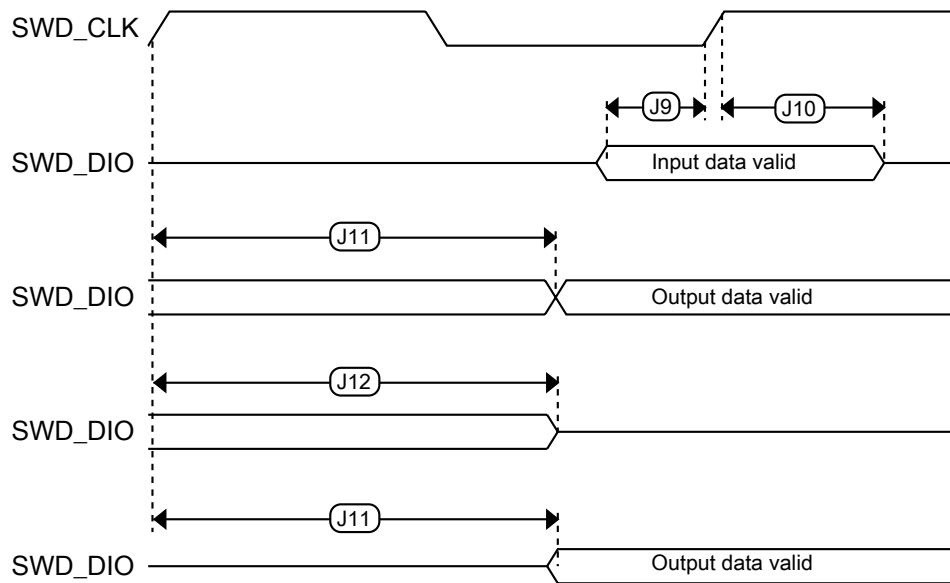 SWD_CLK
J9
J10
SWD_DIO
Input data valid
J11
SWD_DIO
Output data valid
J12
SWD_DIO
J11
SWD_DIO
Output data valid